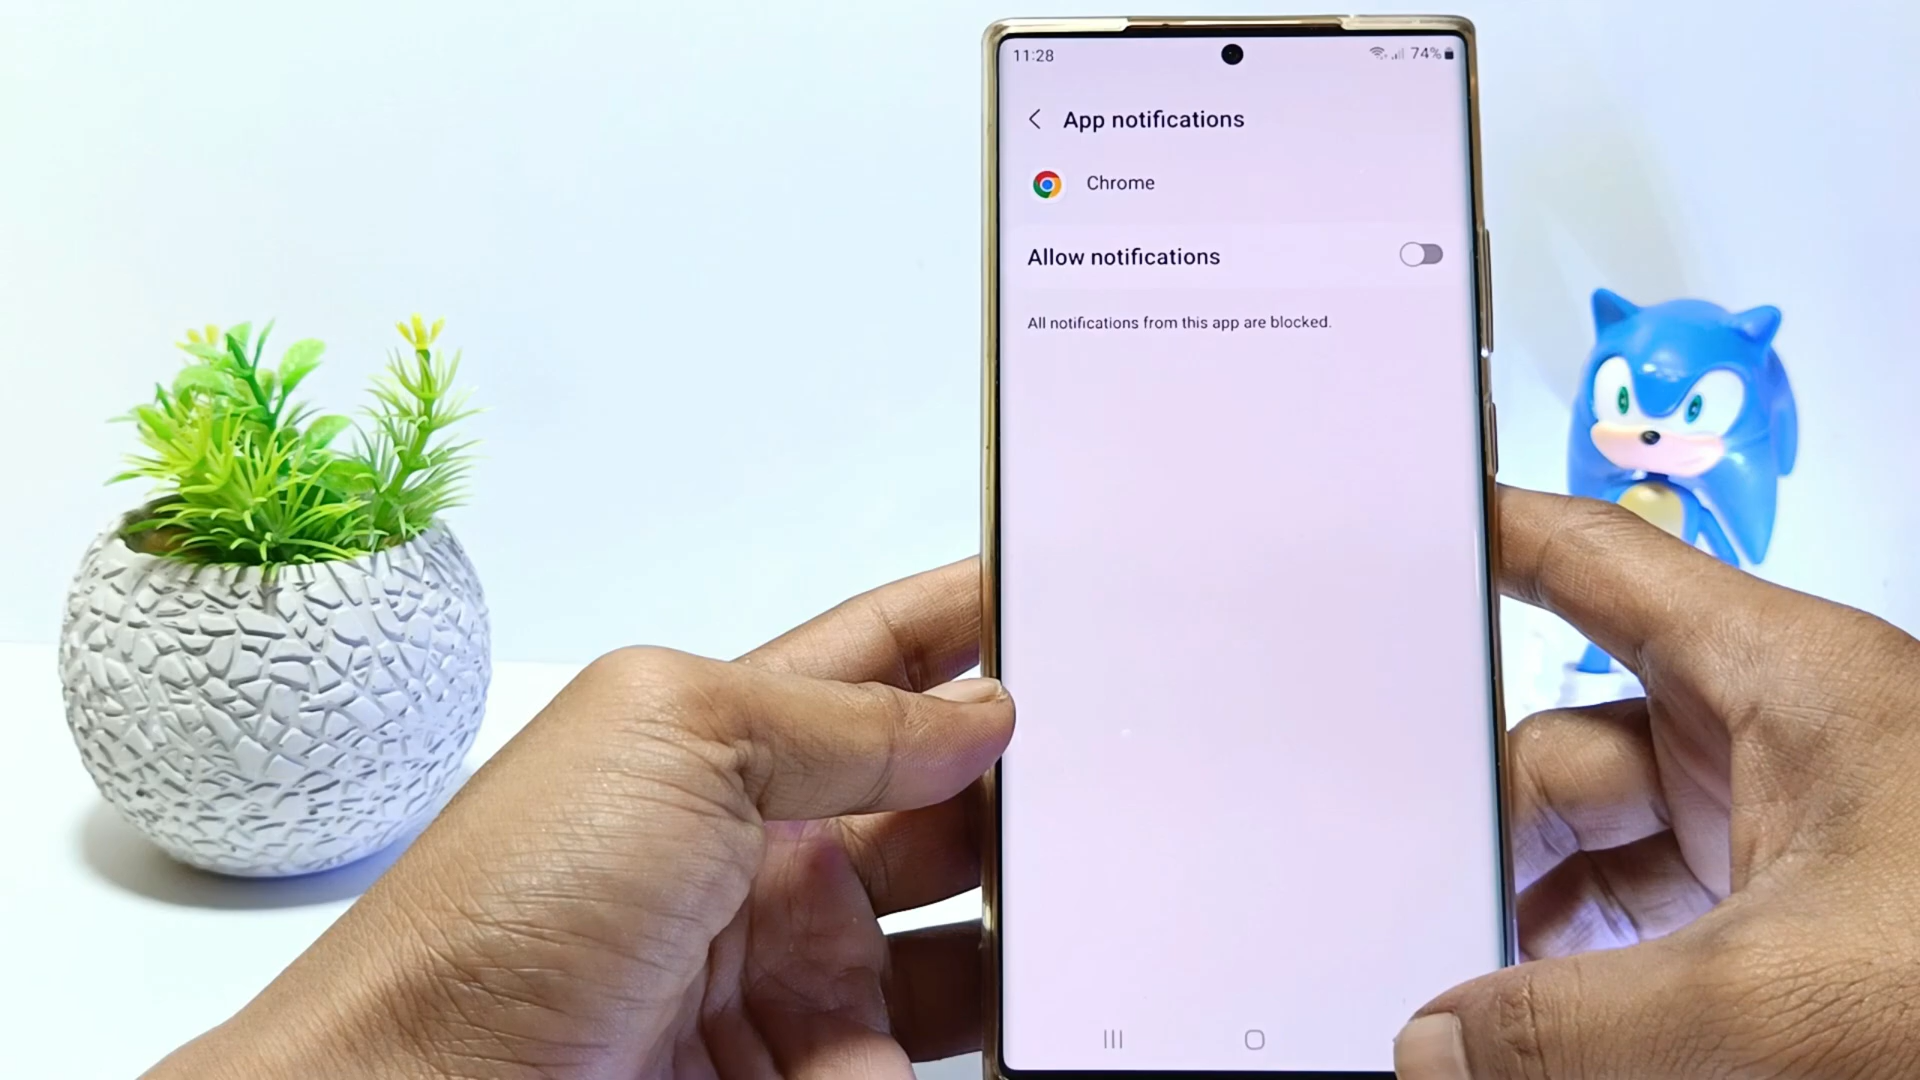 11:28 74%
App notifications
Chrome
Allow notifications
All notifications from this app are blocked.